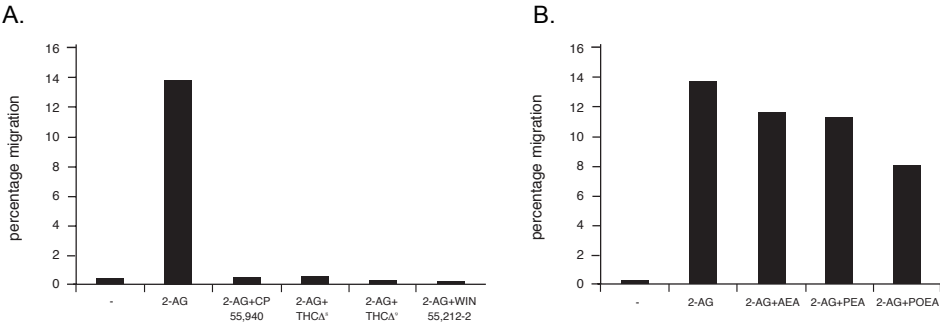 A.
B.
percentage migration
16
14
12
10
8
6
4
2
0
-
2-AG
2-AG+CP
55,940
2-AG+
2-AG+
2-AG+WIN
55,212-2
percentage migration
16
14
12
10
8
6
4
2
0
-
2-AG
2-AG+AEA
2-AG+PEA
2-AG+POEA